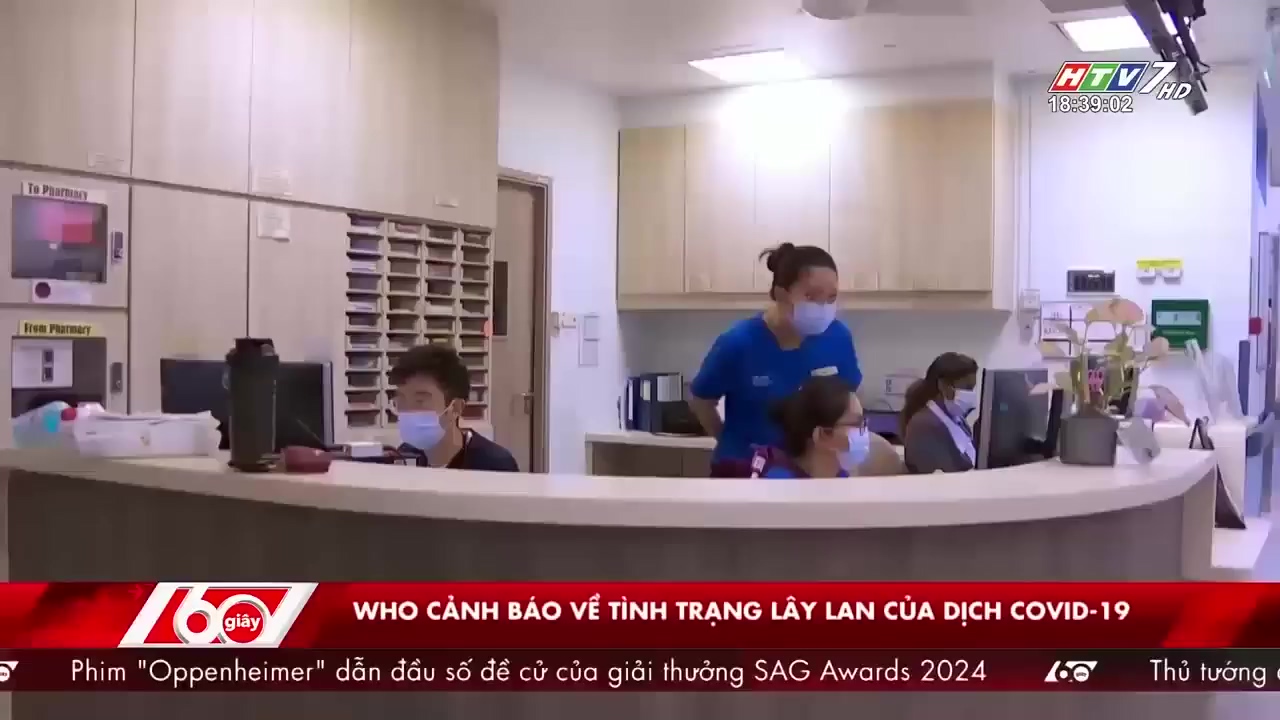 HTV7 HD
18:39:02
To Pharmacy
From Pharmacy
60 giây
WHO CẢNH BÁO VỀ TÌNH TRẠNG LÂY LAN CỦA DỊCH COVID-19
Phim "Oppenheimer" dẫn đầu số đề cử của giải thưởng SAG Awards 2024
60 giây
Thủ tướng